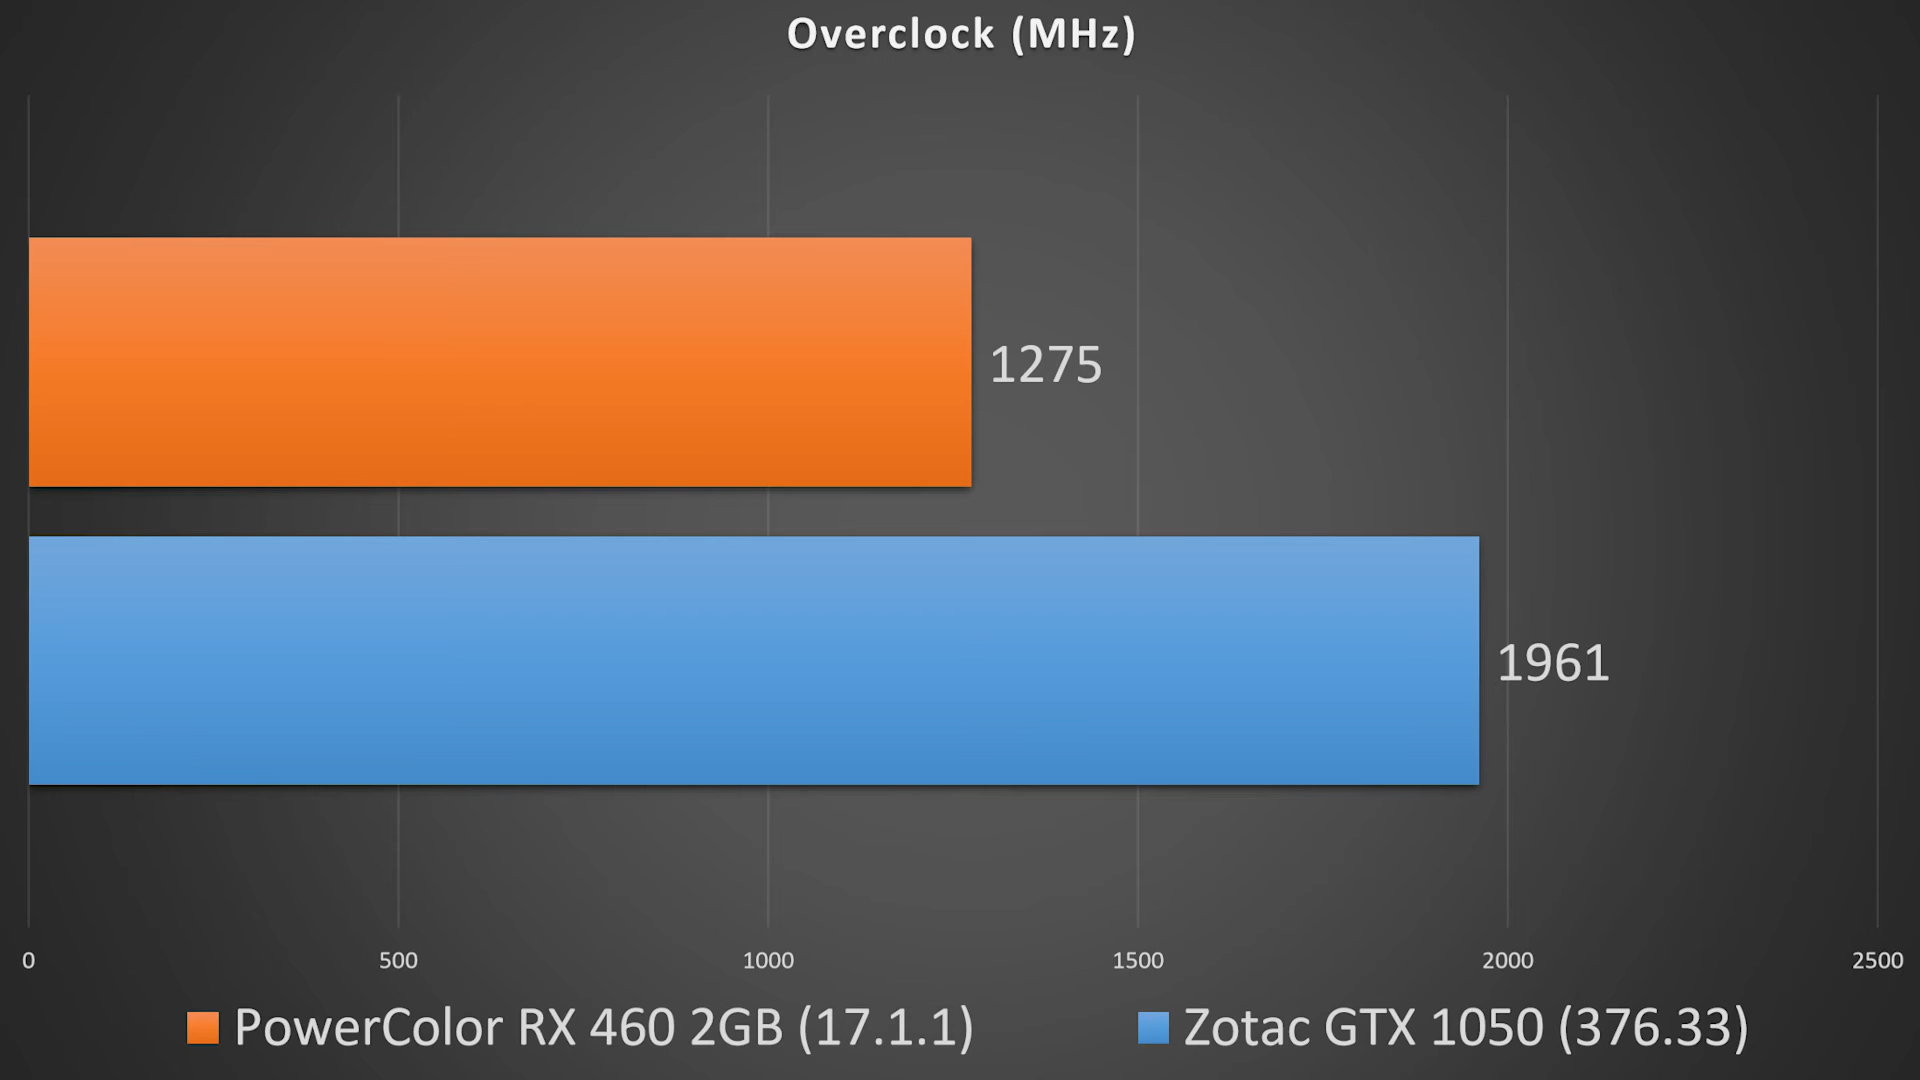 Overclock (MHz)
1275
1961
0 500 1000 1500 2000 2500
PowerColor RX 460 2GB (17.1.1) Zotac GTX 1050 (376.33)